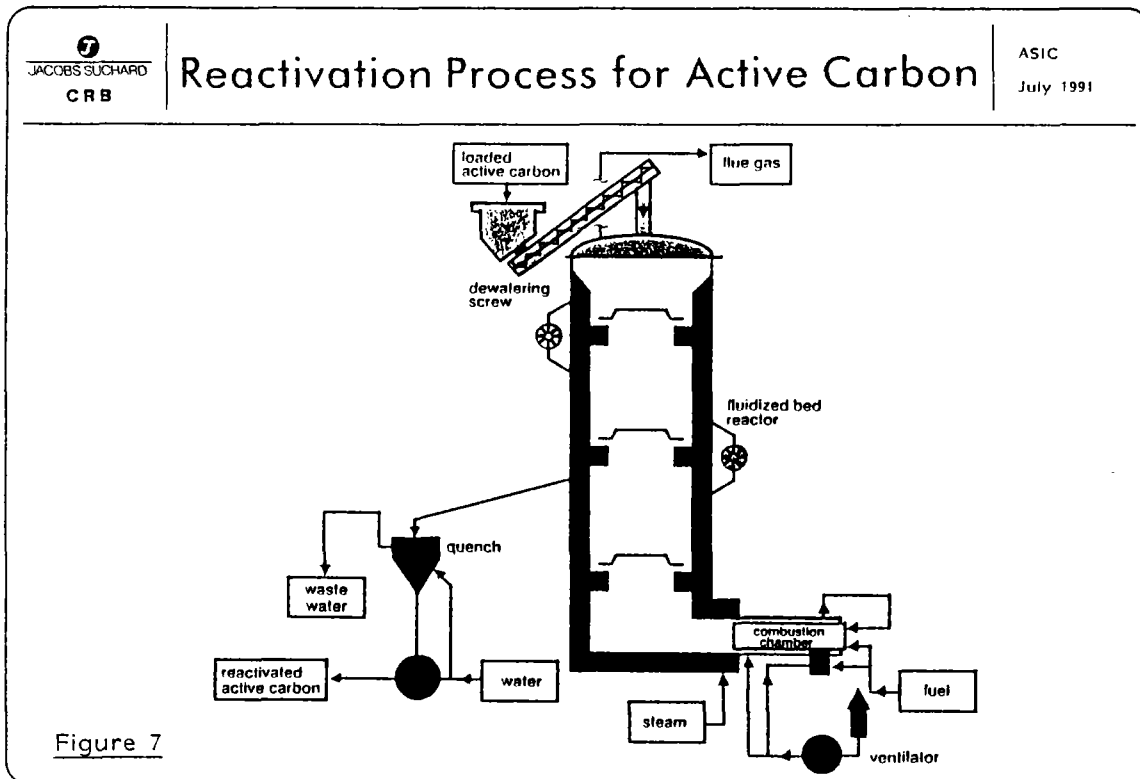 JACOBS SUCHARD
CRB
Reactivation Process for Active Carbon
ASIC
July 1991
loaded
active carbon
flue gas
dewatering
screw
fluidized bed
reactor
quench
waste
water
combustion
chamber
reactivated
active carbon
water
fuel
steam
ventilator
Figure 7